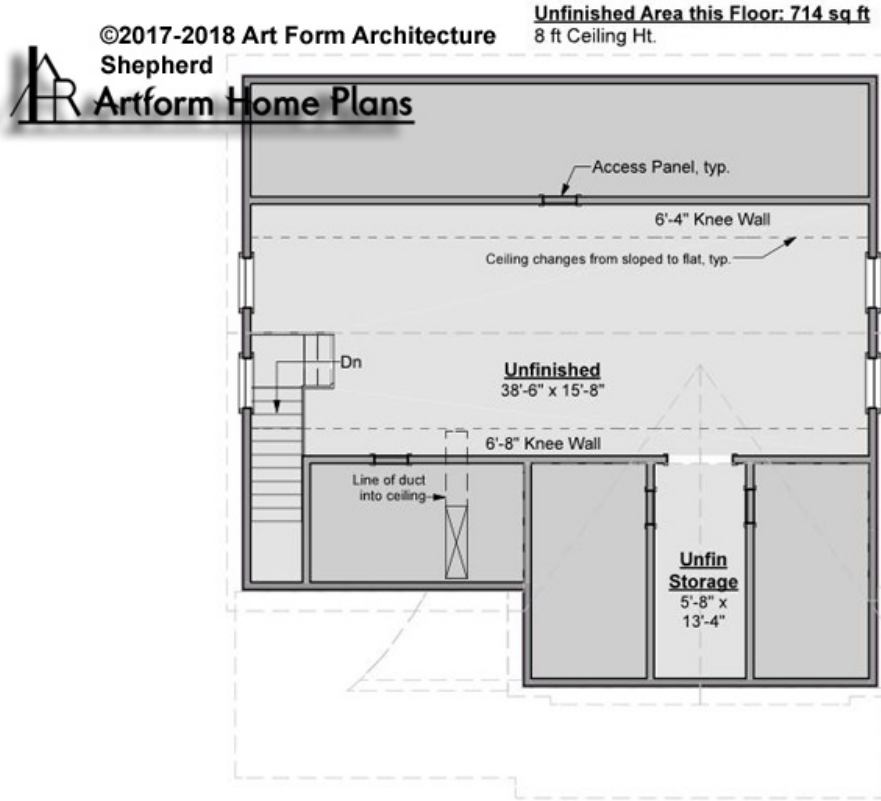 ©2017-2018 Art Form Architecture
Shepherd
Artform Home Plans
Unfinished Area this Floor: 714 sq ft
8 ft Ceiling Ht.
Access Panel, typ.
6'-4" Knee Wall
Ceiling changes from sloped to flat, typ.
Dn
Unfinished
38'-6" x 15'-8"
6'-8" Knee Wall
Line of duct
into ceiling
Unfin
Storage
5'-8" x
13'-4"